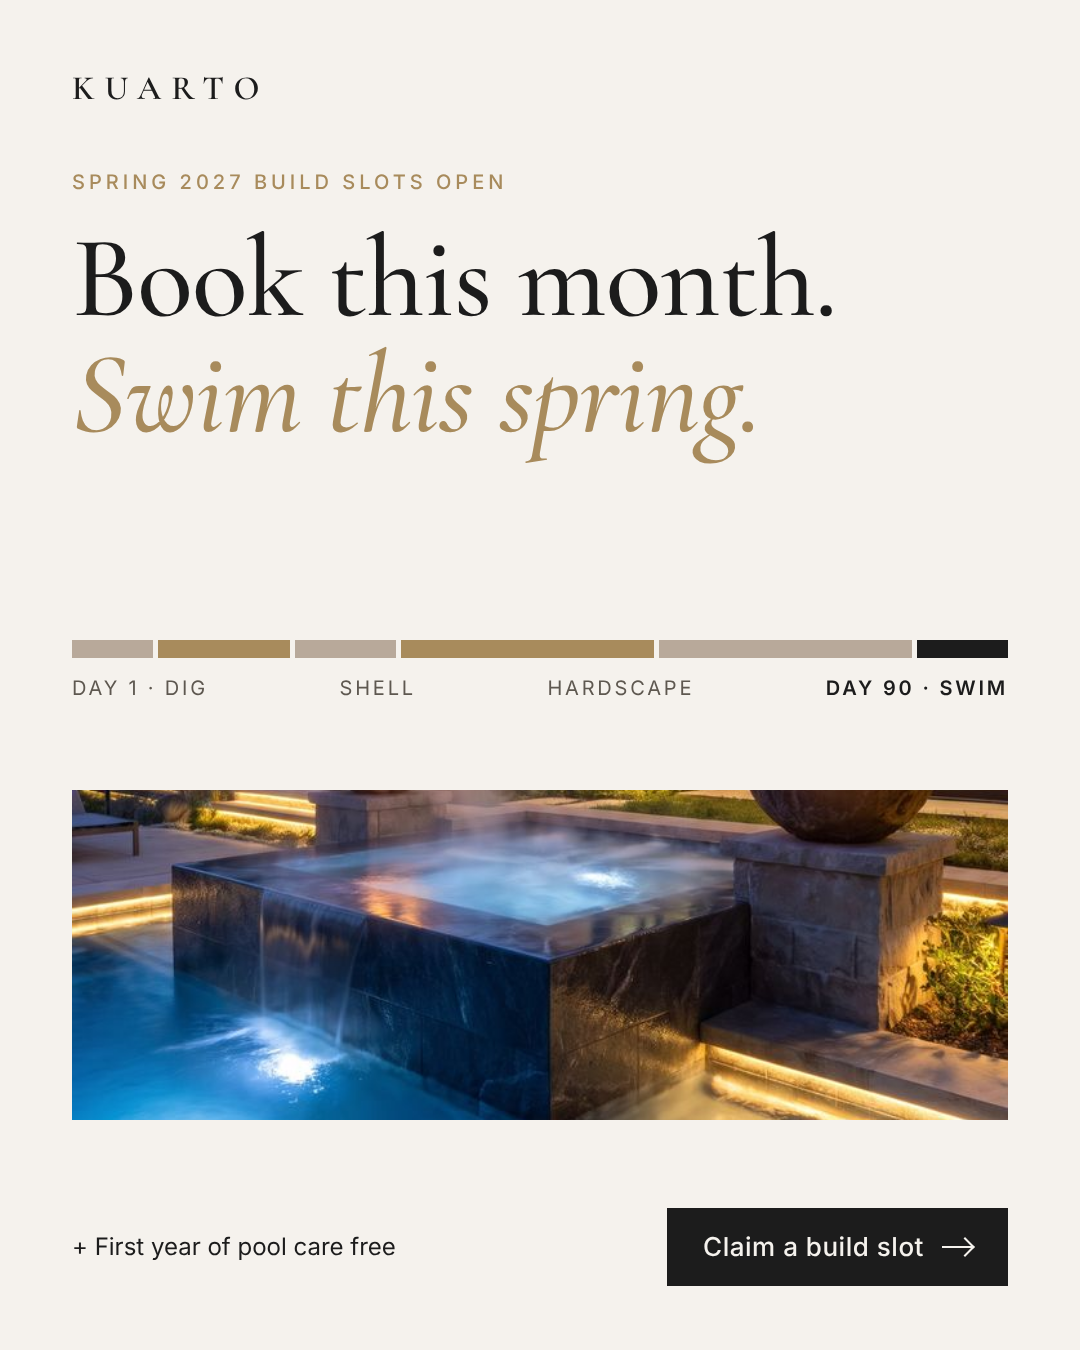 KUARTO
SPRING 2027 BUILD SLOTS OPEN
Book this month.
Swim this spring.
DAY 1 · DIG
SHELL
HARDSCAPE
DAY 90 · SWIM
+ First year of pool care free
Claim a build slot →